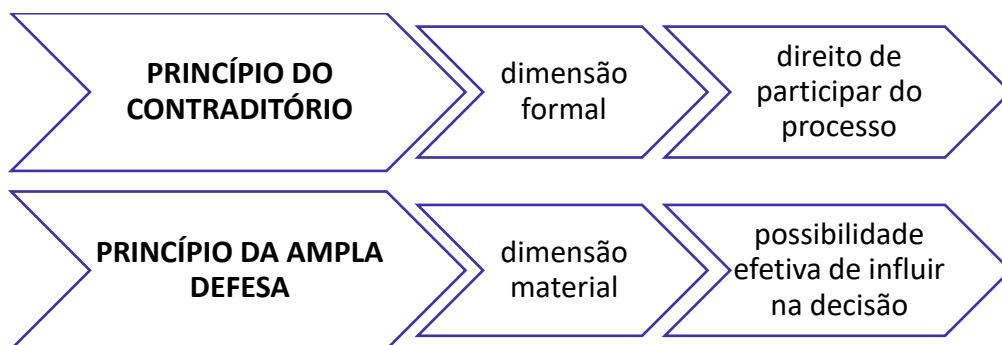 PRINCÍPIO DO
CONTRADITÓRIO
dimensão
formal
direito de
participar do
processo
PRINCÍPIO DA AMPLA
DEFESA
dimensão
material
possibilidade
efetiva de influir
na decisão